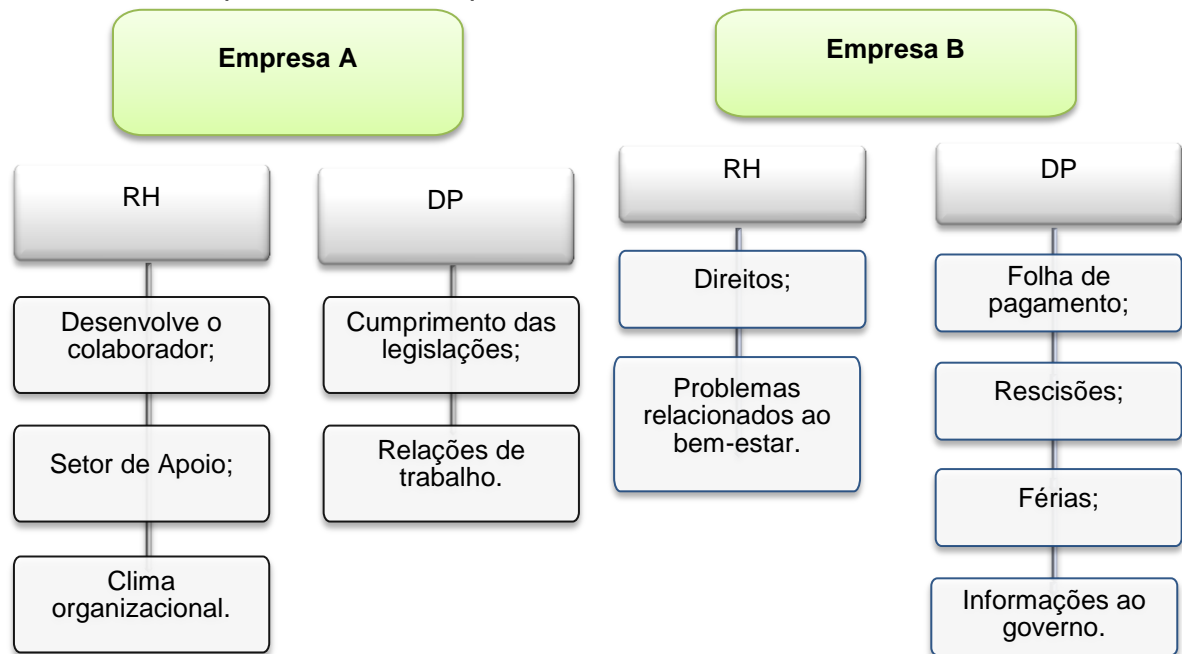 Empresa A
Empresa B
RH
DP
RH
DP
Desenvolve o
colaborador;
Setor de Apoio;
Clima
organizacional.
Cumprimento das
legislações;
Relações de
trabalho.
Direitos;
Problemas
relacionados ao
bem-estar.
Folha de
pagamento;
Rescisões;
Férias;
Informações ao
governo.